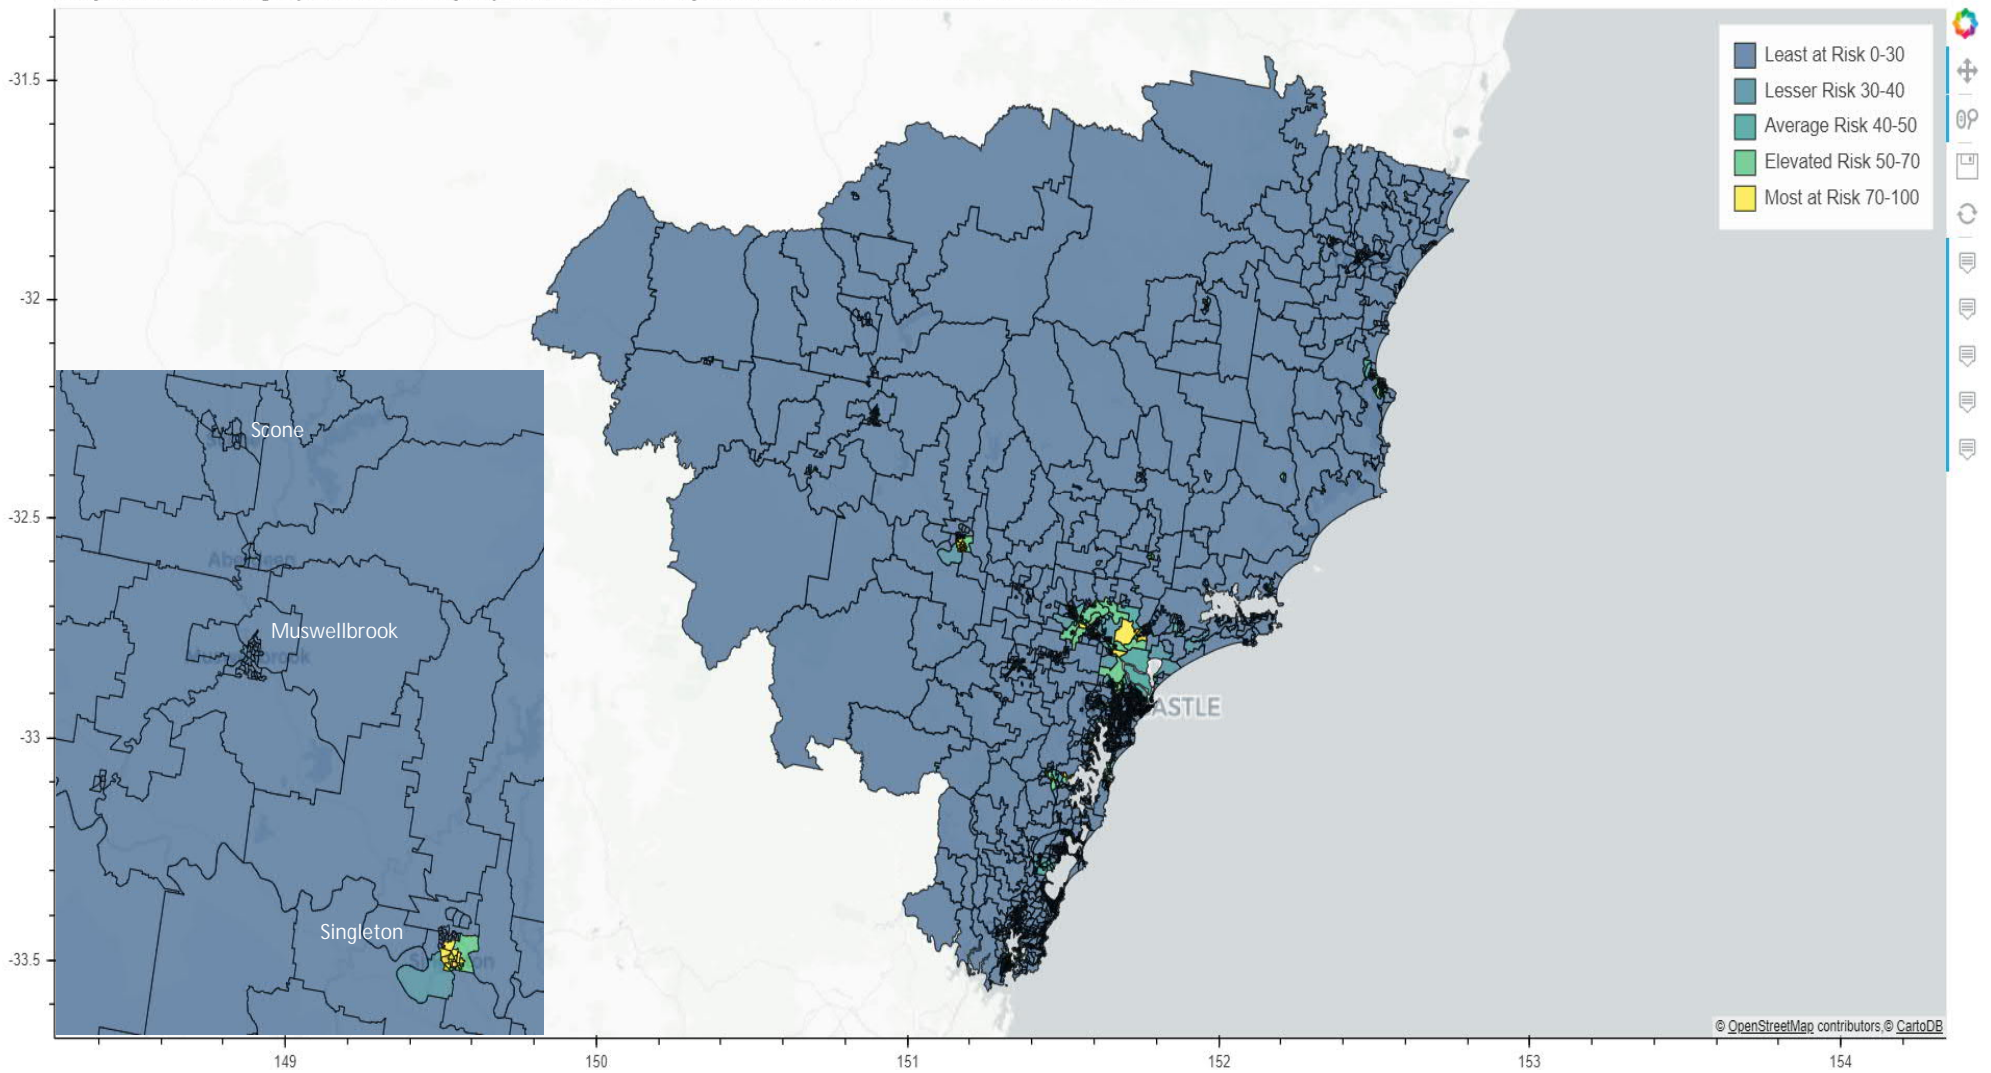 Least at Risk 0-30
Lesser Risk 30-40
Average Risk 40-50
Elevated Risk 50-70
Most at Risk 70-100
-31.5
-32
-32.5
-33
-33.5
Scone
Aberdeen
Muswellbrook
Muswellbrook
Singleton
ASTLE
© OpenStreetMap contributors,© CartoDB
149
150
151
152
153
154